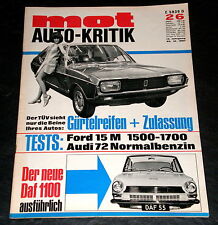 mot
E 5828 D
26
AUTO-KRITIK
Der TÜV sieht
nur die Beine
Ihres Autos:
Gürtelreifen + Zulassung
TESTS:
Ford 15 M 1500-1700
Audi 72 Normalbenzin
Der neue
Daf 1100
ausführlich
DAF 55